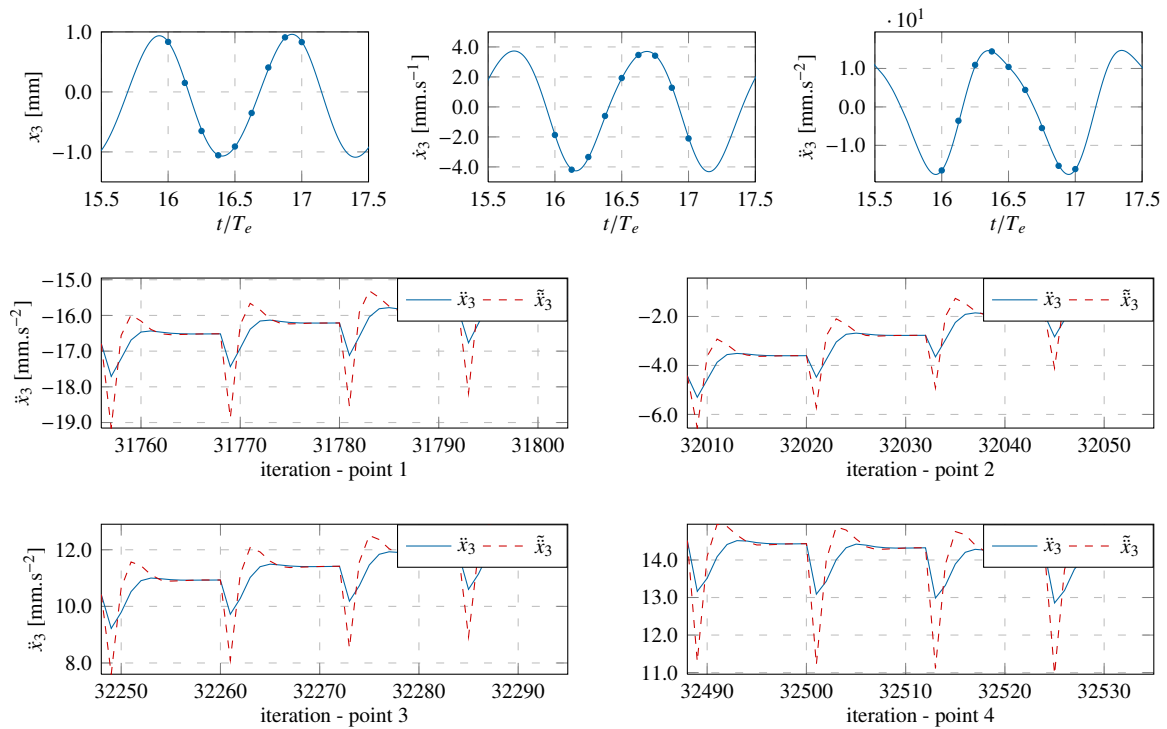 · 10¹
1.0 4.0 1.0
2.0
0.0 0.0 0.0
−2.0
−1.0 −4.0 −1.0
x₃ [mm] ẋ₃ [mm.s⁻¹] ẍ₃ [mm.s⁻²]
15.5 16 16.5 17 17.5 15.5 16 16.5 17 17.5 15.5 16 16.5 17 17.5
t/Tₑ t/Tₑ t/Tₑ
−15.0
−16.0 −2.0
−17.0 −4.0
−18.0
−19.0 −6.0
ẍ₃ [mm.s⁻²] ẍ₃ x̃̈₃ ẍ₃ x̃̈₃
31760 31770 31780 31790 31800 32010 32020 32030 32040 32050
iteration - point 1 iteration - point 2
12.0 14.0
10.0 13.0
12.0
8.0 11.0
ẍ₃ [mm.s⁻²] ẍ₃ x̃̈₃ ẍ₃ x̃̈₃
32250 32260 32270 32280 32290 32490 32500 32510 32520 32530
iteration - point 3 iteration - point 4